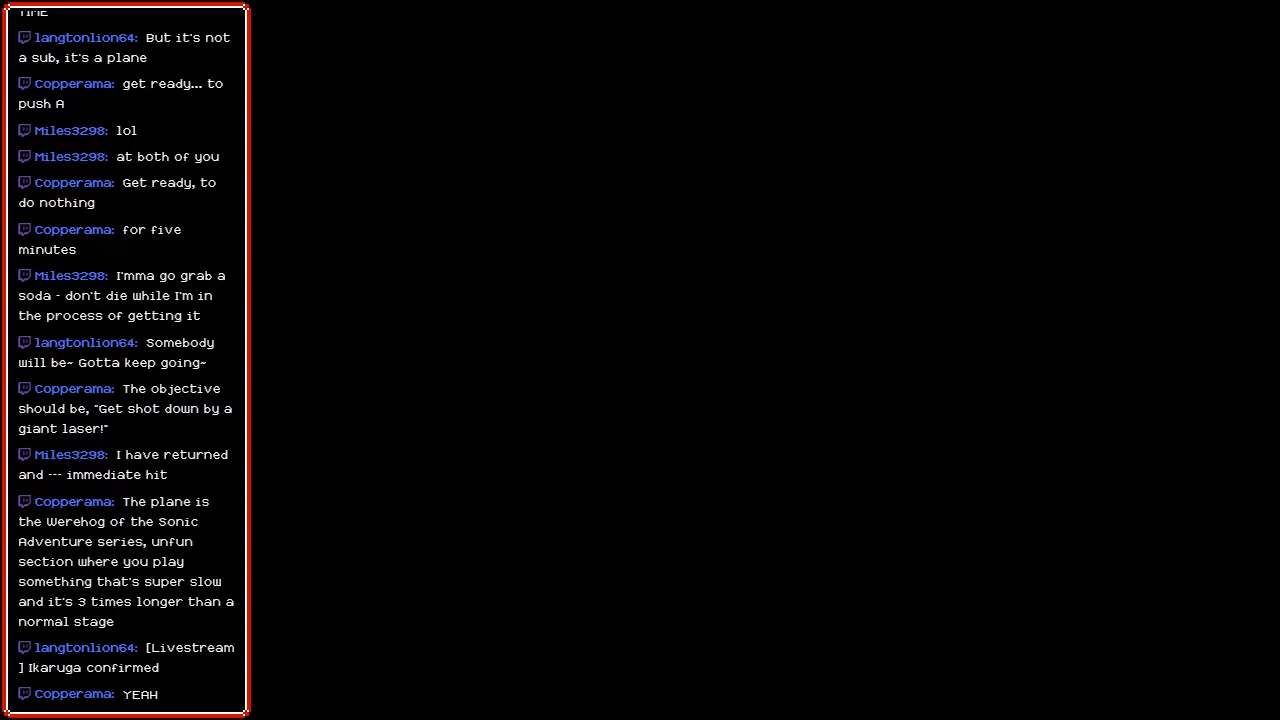 TIME
langtonlion64: But it's not
a sub, it's a plane
Copperama: get ready... to
push A
Miles3298: lol
Miles3298: at both of you
Copperama: Get ready, to
do nothing
Copperama: for five
minutes
Miles3298: I'mma go grab a
soda - don't die while I'm in
the process of getting it
langtonlion64: Somebody
will be~ Gotta keep going~
Copperama: The objective
should be, "Get shot down by a
giant laser!"
Miles3298: I have returned
and --- immediate hit
Copperama: The plane is
the Werehog of the Sonic
Adventure series, unfun
section where you play
something that's super slow
and it's 3 times longer than a
normal stage
langtonlion64: [Livestream
] Ikaruga confirmed
Copperama: YEAH